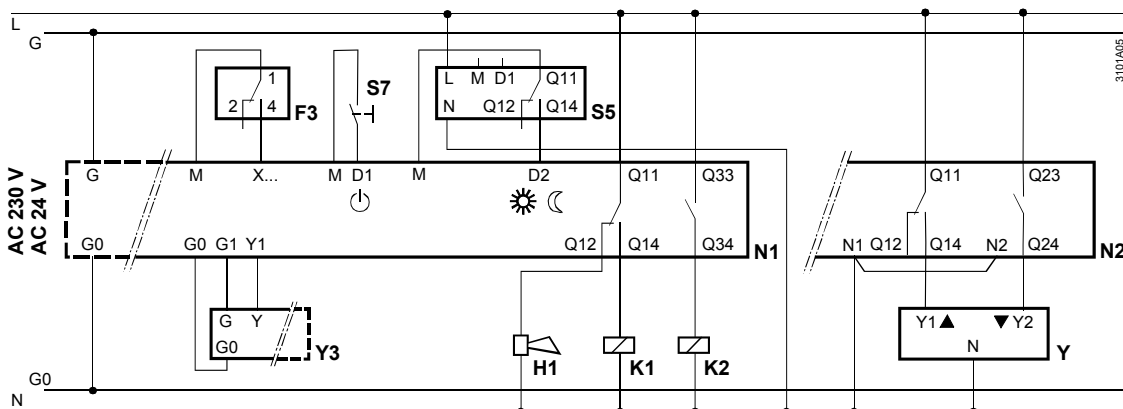 L
G
3101A05
1
2 4
F3
S7
L M D1 Q11
N Q12 Q14
S5
AC 230 V
AC 24 V
G M X... M D1 M D2 Q11 Q33
G0 G0 G1 Y1 Q12 Q14 Q34
N1
Q11 Q23
N1 Q12 Q14 N2 Q24
N2
G Y
G0
Y3
H1
K1
K2
Y1 ▲ ▼ Y2
N
Y
G0
N